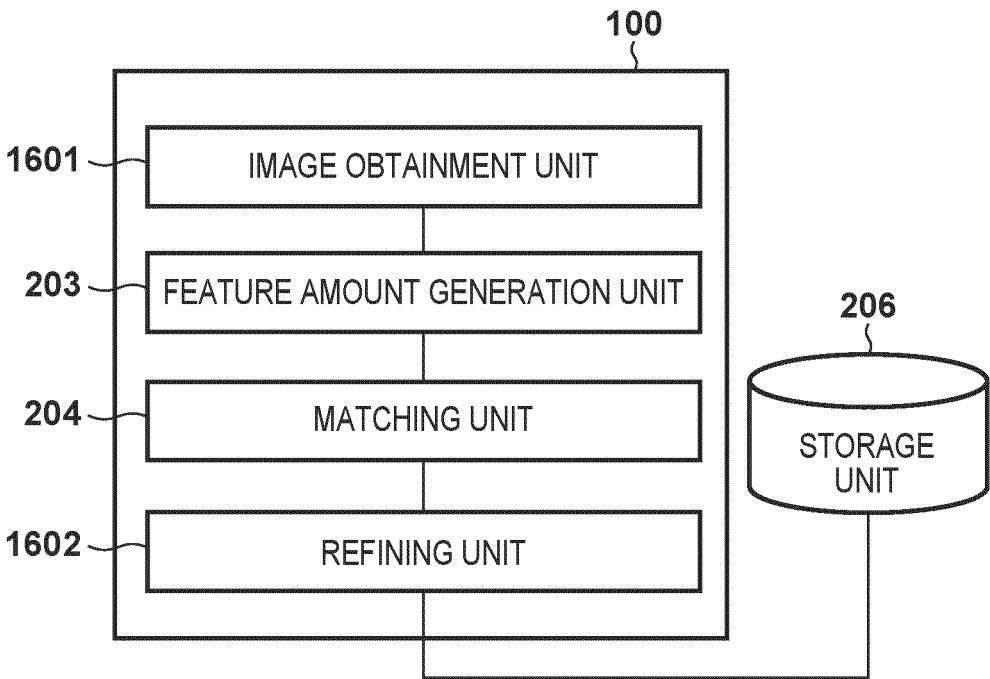 100
1601
IMAGE OBTAINMENT UNIT
203
FEATURE AMOUNT GENERATION UNIT
206
204
MATCHING UNIT
STORAGE
UNIT
1602
REFINING UNIT